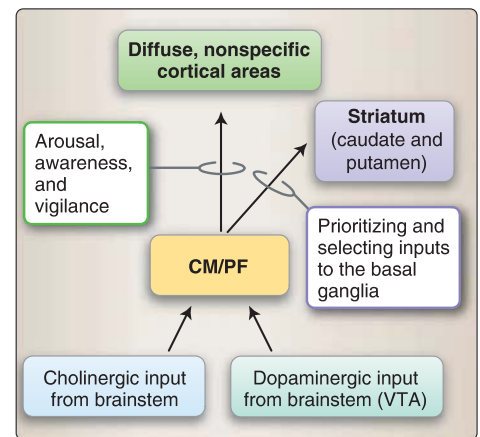 Diffuse, nonspecific
cortical areas
Striatum
(caudate and
putamen)
Arousal,
awareness,
and
vigilance
Prioritizing and
selecting inputs
to the basal
ganglia
CM/PF
Cholinergic input
from brainstem
Dopaminergic input
from brainstem (VTA)